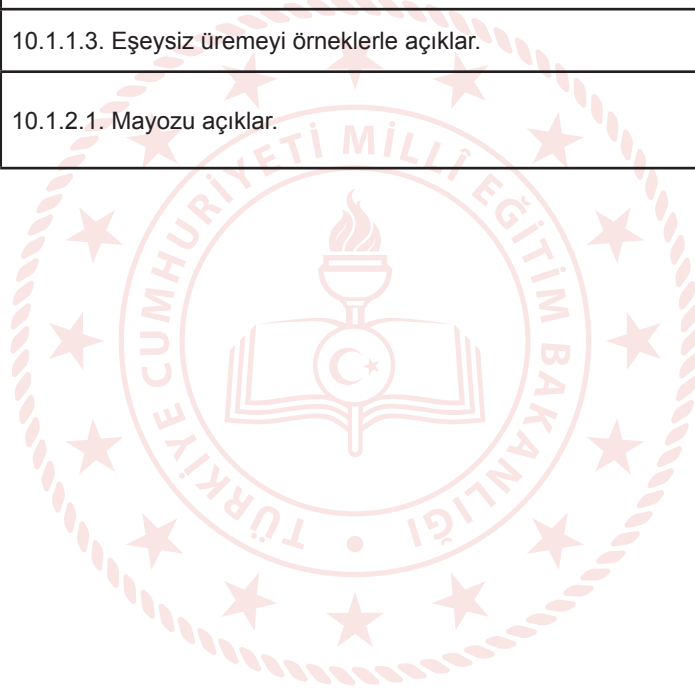 10.1.1.3. Eşeysiz üremeyi örneklerle açıklar.
10.1.2.1. Mayozu açıklar.
TÜRKİYE CUMHURİYETİ MİLLÎ EĞİTİM BAKANLIĞI